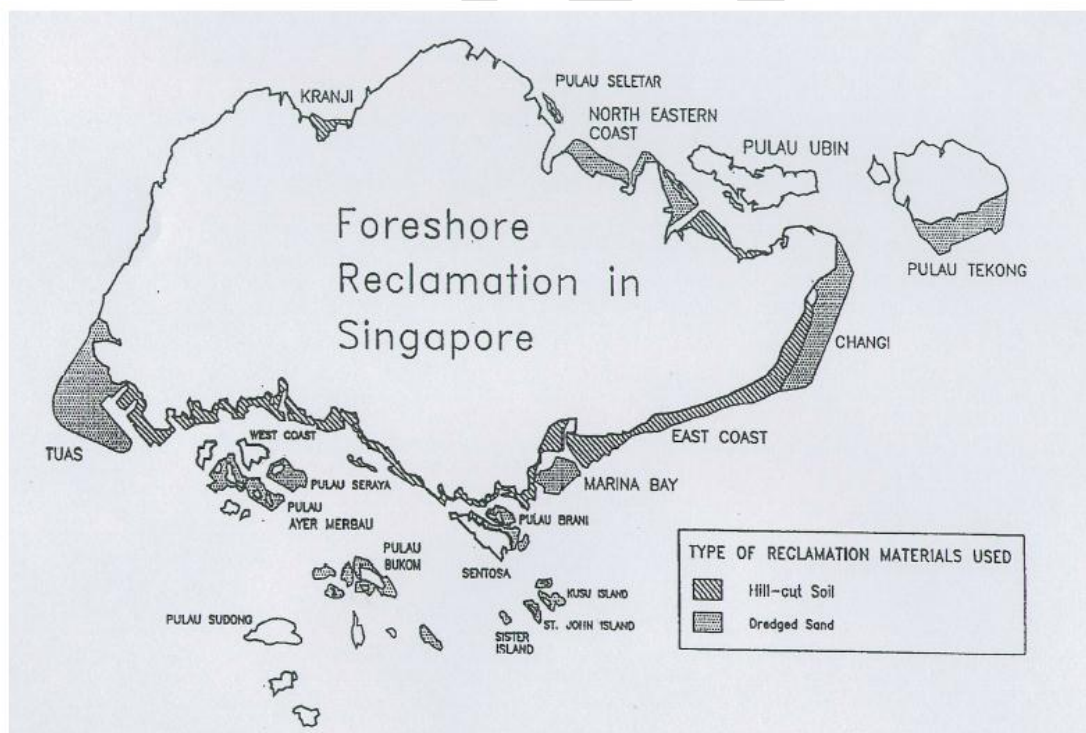 KRANJI
PULAU SELETAR
NORTH EASTERN
COAST
PULAU UBIN
PULAU TEKONG
Foreshore
Reclamation in
Singapore
CHANGI
EAST COAST
MARINA BAY
TUAS
WEST COAST
PULAU SERAYA
PULAU
AYER MERBAU
PULAU BRANI
SENTOSA
PULAU
BUKOM
KUSU ISLAND
ST. JOHN ISLAND
SISTER
ISLAND
PULAU SUDONG
TYPE OF RECLAMATION MATERIALS USED
Hill-cut Soil
Dredged Sand